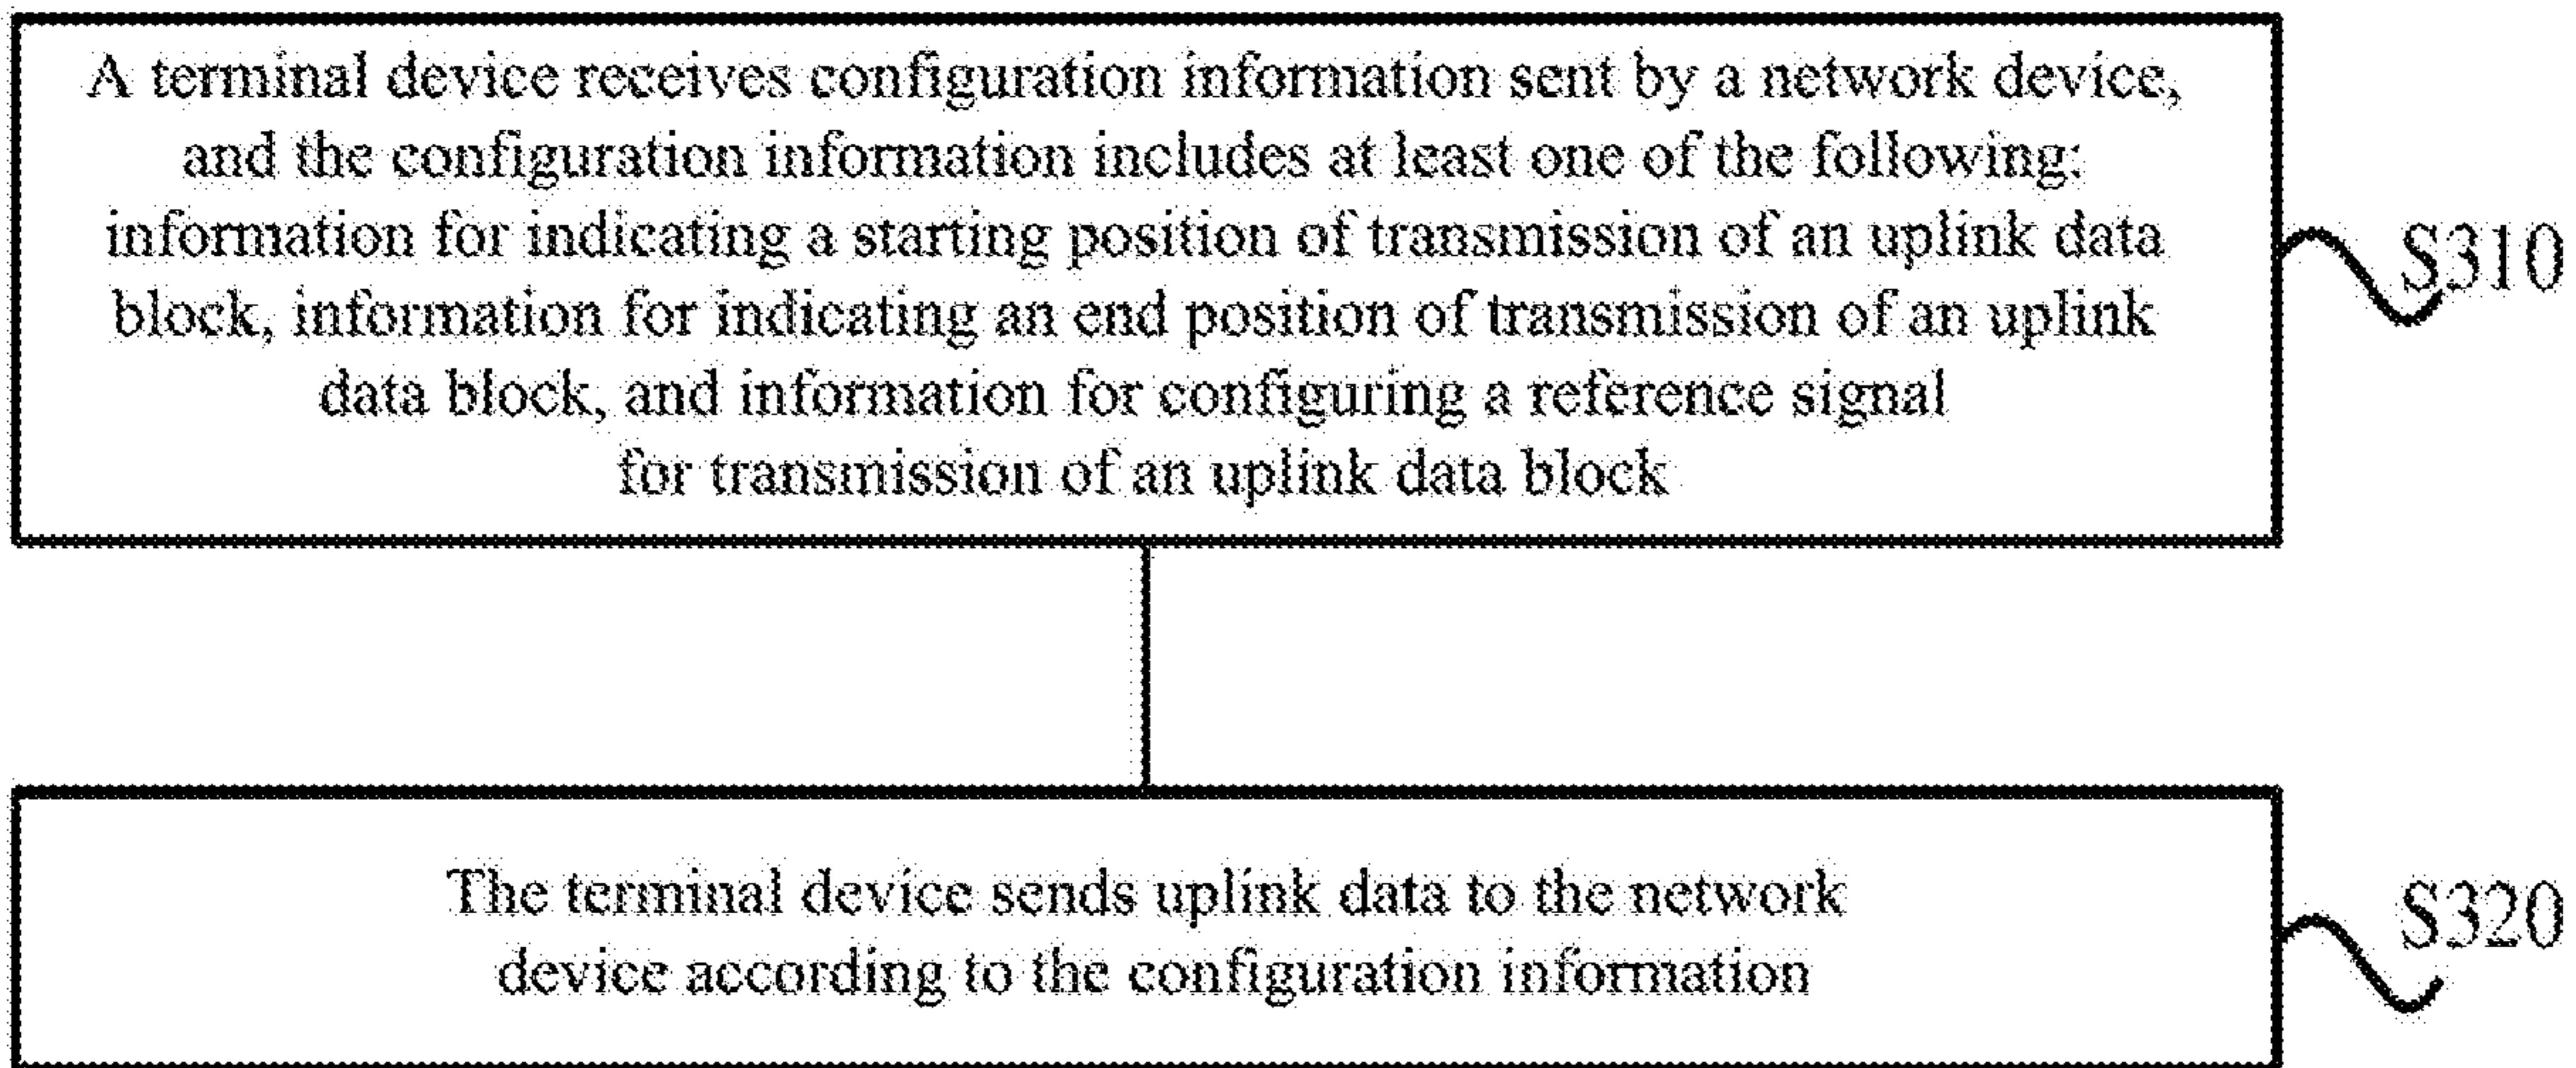 A terminal device receives configuration information sent by a network device,
and the configuration information includes at least one of the following:
information for indicating a starting position of transmission of an uplink data
block, information for indicating an end position of transmission of an uplink
data block, and information for configuring a reference signal
for transmission of an uplink data block
S310
The terminal device sends uplink data to the network
device according to the configuration information
S320